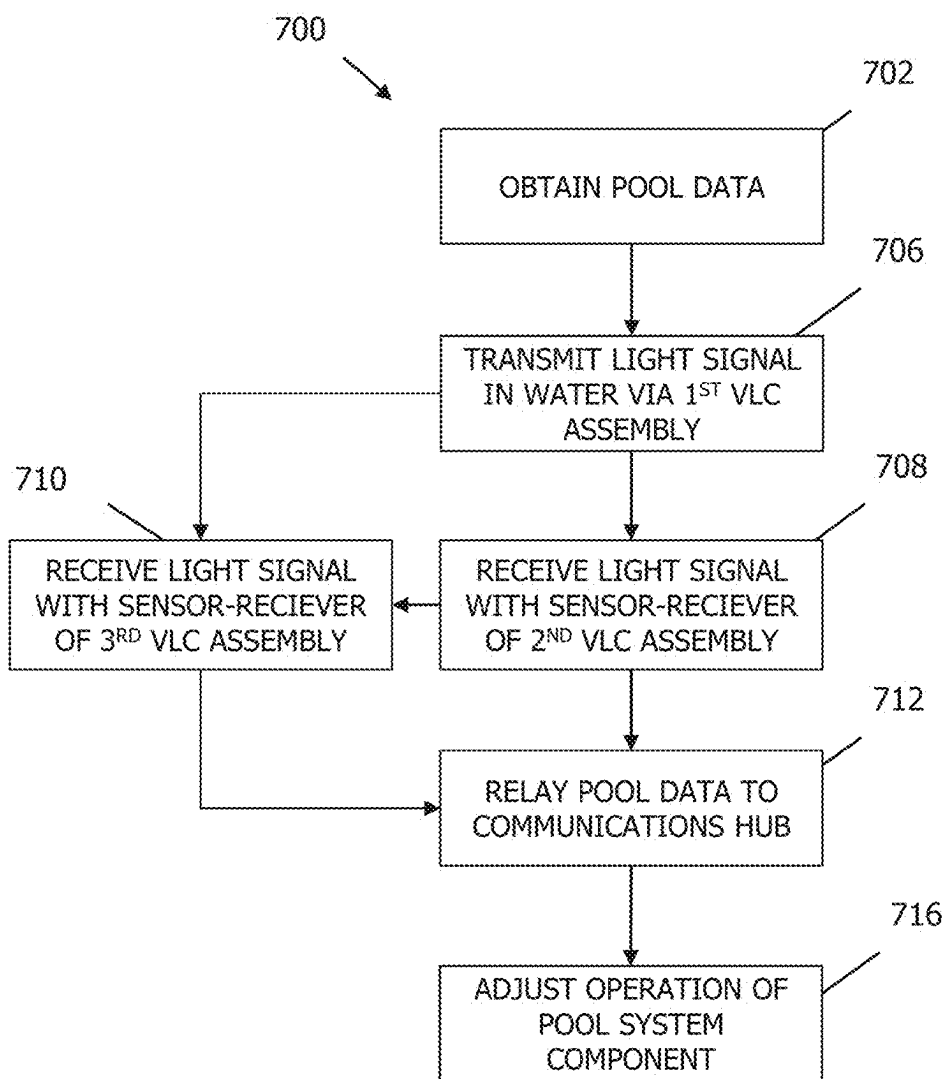 700
702
OBTAIN POOL DATA
706
TRANSMIT LIGHT SIGNAL
IN WATER VIA 1ST VLC
ASSEMBLY
710
708
RECEIVE LIGHT SIGNAL
WITH SENSOR-RECIEVER
OF 3RD VLC ASSEMBLY
RECEIVE LIGHT SIGNAL
WITH SENSOR-RECIEVER
OF 2ND VLC ASSEMBLY
712
RELAY POOL DATA TO
COMMUNICATIONS HUB
716
ADJUST OPERATION OF
POOL SYSTEM
COMPONENT